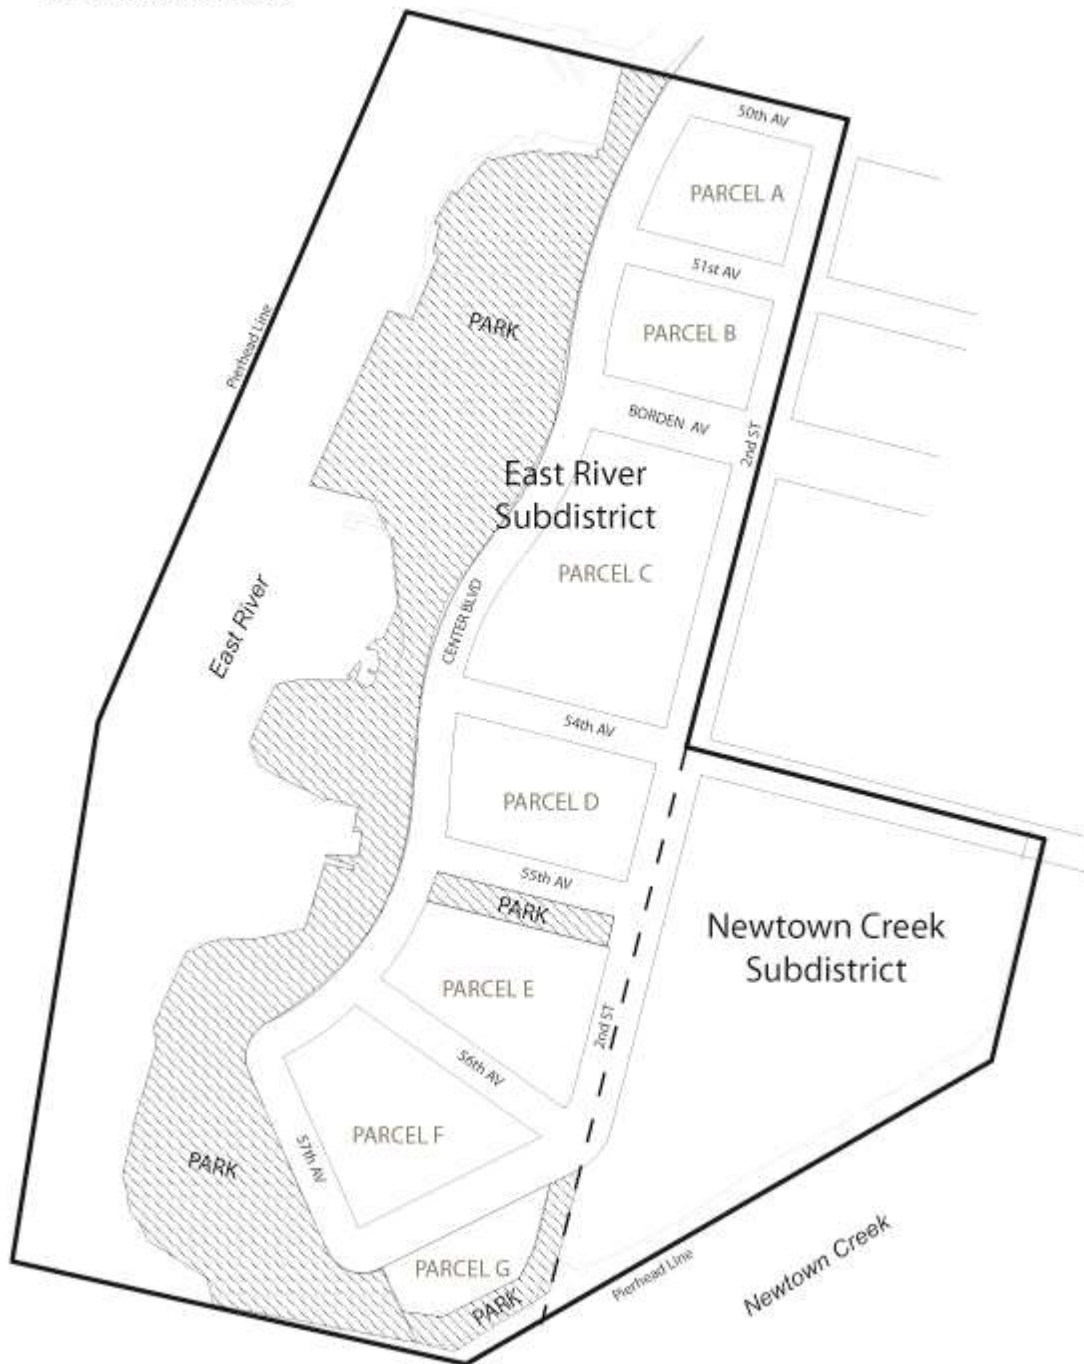 50th AV
PARCEL A
51st AV
PARK
PARCEL B
Pierhead Line
BORDEN AV
2nd ST
East River
Subdistrict
PARCEL C
East River
CENTER BLVD
54th AV
PARCEL D
55th AV
PARK
Newtown Creek
Subdistrict
PARCEL E
2nd ST
56th AV
PARCEL F
57th AV
PARK
PARCEL G
PARK
Pierhead Line
Newtown Creek